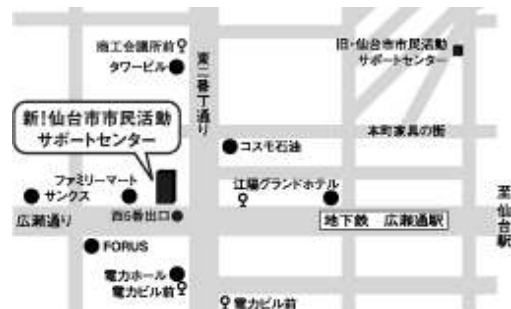 商工会議所前
タワービル
東二番丁通り
旧・仙台市市民活動
サポートセンター
新!仙台市市民活動
サポートセンター
本町家具の街
コスモ石油
ファミリーマート
サンクス
江陽グランドホテル
広瀬通り
西5番出口
地下鉄 広瀬通駅
至仙台駅
FORUS
電力ホール
電力ビル前
電力ビル前